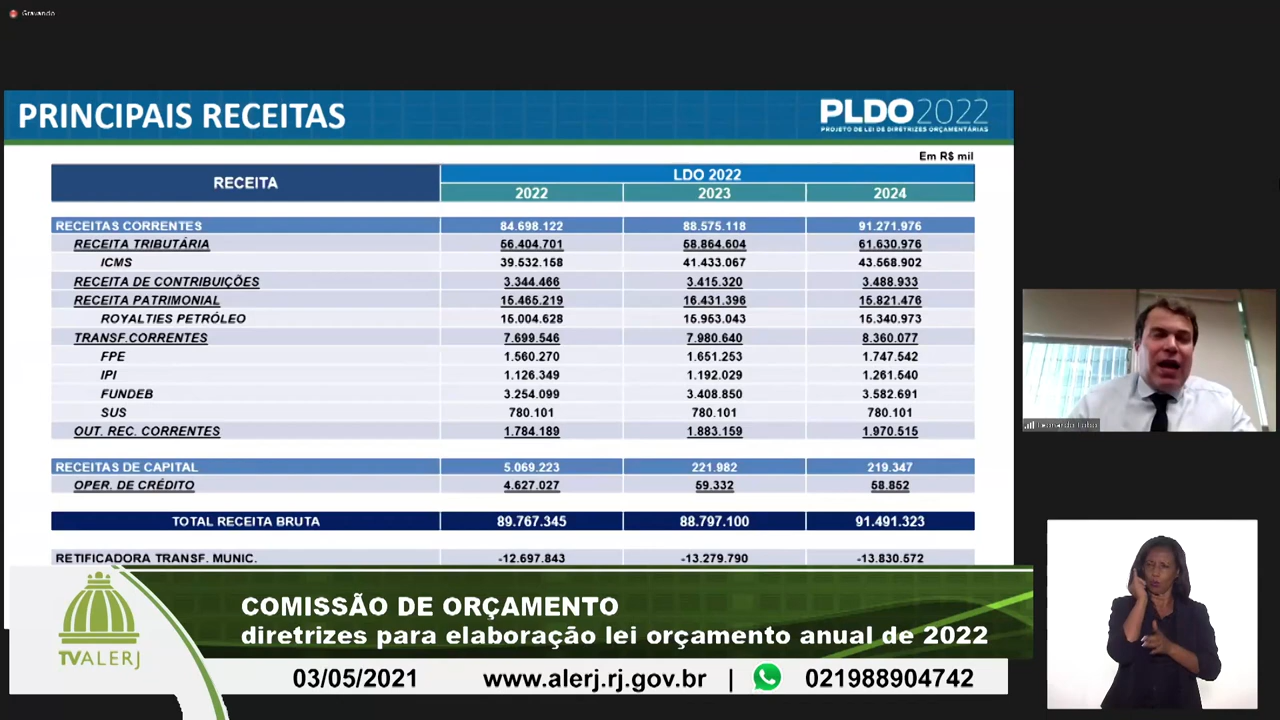 Gravando
PRINCIPAIS RECEITAS
PLDO2022
PROJETO DE LEI DE DIRETRIZES ORÇAMENTÁRIAS
Em R$ mil
RECEITA LDO 2022
2022 2023 2024
RECEITAS CORRENTES 84.698.122 88.575.118 91.271.976
RECEITA TRIBUTÁRIA 56.404.701 58.864.604 61.630.976
ICMS 39.532.158 41.433.067 43.568.902
RECEITA DE CONTRIBUIÇÕES 3.344.466 3.415.320 3.488.933
RECEITA PATRIMONIAL 15.465.219 16.431.396 15.821.476
ROYALTIES PETRÓLEO 15.004.628 15.953.043 15.340.973
TRANSF.CORRENTES 7.699.546 7.980.640 8.360.077
FPE 1.560.270 1.651.253 1.747.542
IPI 1.126.349 1.192.029 1.261.540
FUNDEB 3.254.099 3.408.850 3.582.691
SUS 780.101 780.101 780.101
OUT. REC. CORRENTES 1.784.189 1.883.159 1.970.515
RECEITAS DE CAPITAL 5.069.223 221.982 219.347
OPER. DE CRÉDITO 4.627.027 59.332 58.852
TOTAL RECEITA BRUTA 89.767.345 88.797.100 91.491.323
RETIFICADORA TRANSF. MUNIC. -12.697.843 -13.279.790 -13.830.572
Leonardo Lobo
COMISSÃO DE ORÇAMENTO
diretrizes para elaboração lei orçamento anual de 2022
TVALERJ
03/05/2021 www.alerj.rj.gov.br | 021988904742